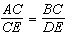 AC/CE = BC/DE